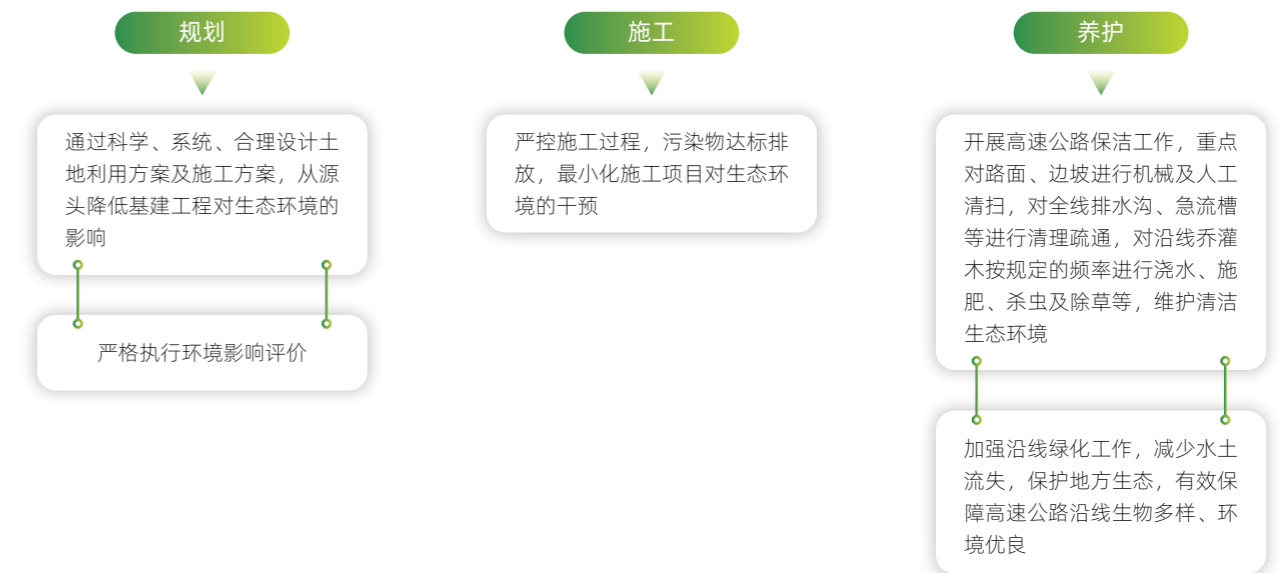 规划
通过科学、系统、合理设计土
地利用方案及施工方案，从源
头降低基建工程对生态环境的
影响
严格执行环境影响评价
施工
严控施工过程，污染物达标排
放，最小化施工项目对生态环
境的干预
养护
开展高速公路保洁工作，重点
对路面、边坡进行机械及人工
清扫，对全线排水沟、急流槽
等进行清理疏通，对沿线乔灌
木按规定的频率进行浇水、施
肥、杀虫及除草等，维护清洁
生态环境
加强沿线绿化工作，减少水土
流失，保护地方生态，有效保
障高速公路沿线生物多样、环
境优良